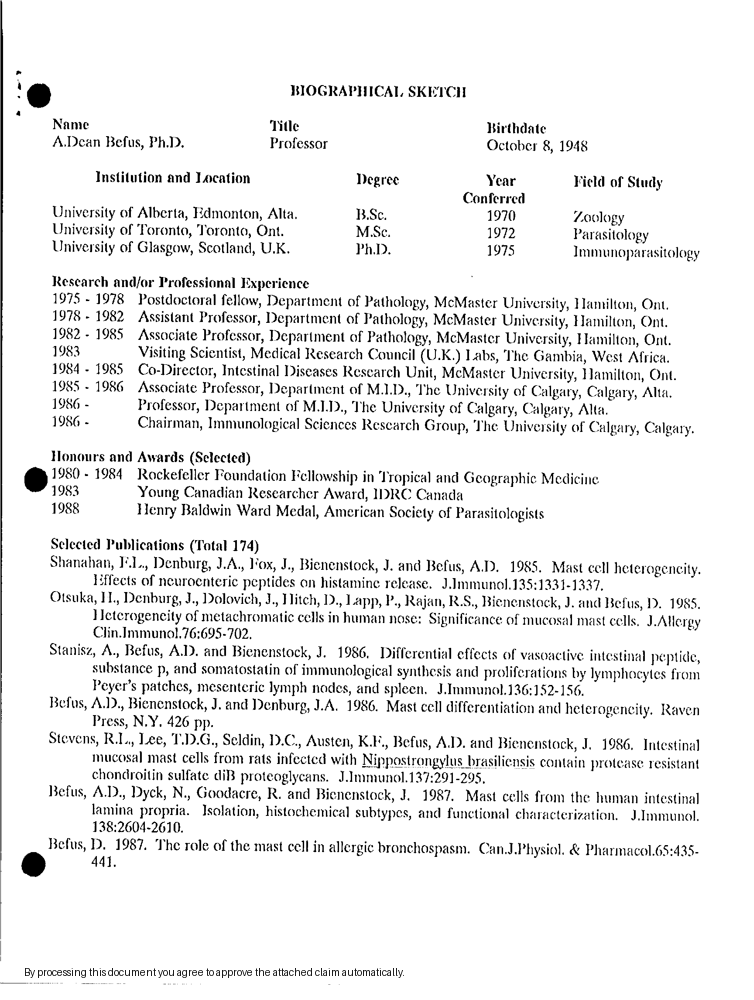 BIOGRAPHICAL SKETCH
Name Title Birthdate
A.Dean Befus, Ph.D. Professor October 8, 1948
Institution and Location Degree Year Field of Study
Conferred
University of Alberta, Edmonton, Alta. B.Sc. 1970 Zoology
University of Toronto, Toronto, Ont. M.Sc. 1972 Parasitology
University of Glasgow, Scotland, U.K. Ph.D. 1975 Immunoparasitology
Research and/or Professional Experience
1975 - 1978 Postdoctoral fellow, Department of Pathology, McMaster University, Hamilton, Ont.
1978 - 1982 Assistant Professor, Department of Pathology, McMaster University, Hamilton, Ont.
1982 - 1985 Associate Professor, Department of Pathology, McMaster University, Hamilton, Ont.
1983 Visiting Scientist, Medical Research Council (U.K.) Labs, The Gambia, West Africa.
1984 - 1985 Co-Director, Intestinal Diseases Research Unit, McMaster University, Hamilton, Ont.
1985 - 1986 Associate Professor, Department of M.I.D., The University of Calgary, Calgary, Alta.
1986 - Professor, Department of M.I.D., The University of Calgary, Calgary, Alta.
1986 - Chairman, Immunological Sciences Research Group, The University of Calgary, Calgary.
Honours and Awards (Selected)
1980 - 1984 Rockefeller Foundation Fellowship in Tropical and Geographic Medicine
1983 Young Canadian Researcher Award, IDRC Canada
1988 Henry Baldwin Ward Medal, American Society of Parasitologists
Selected Publications (Total 174)
Shanahan, F.L., Denburg, J.A., Fox, J., Bienenstock, J. and Befus, A.D. 1985. Mast cell heterogeneity.
Effects of neuroenteric peptides on histamine release. J.Immunol.135:1331-1337.
Otsuka, H., Denburg, J., Dolovich, J., Hitch, D., Lapp, P., Rajan, R.S., Bienenstock, J. and Befus, D. 1985.
Heterogeneity of metachromatic cells in human nose: Significance of mucosal mast cells. J.Allergy
Clin.Immunol.76:695-702.
Stanisz, A., Befus, A.D. and Bienenstock, J. 1986. Differential effects of vasoactive intestinal peptide,
substance p, and somatostatin of immunological synthesis and proliferations by lymphocytes from
Peyer's patches, mesenteric lymph nodes, and spleen. J.Immunol.136:152-156.
Befus, A.D., Bienenstock, J. and Denburg, J.A. 1986. Mast cell differentiation and heterogeneity. Raven
Press, N.Y. 426 pp.
Stevens, R.L., Lee, T.D.G., Seldin, D.C., Austen, K.F., Befus, A.D. and Bienenstock, J. 1986. Intestinal
mucosal mast cells from rats infected with Nippostrongylus brasiliensis contain protease resistant
chondroitin sulfate diB proteoglycans. J.Immunol.137:291-295.
Befus, A.D., Dyck, N., Goodacre, R. and Bienenstock, J. 1987. Mast cells from the human intestinal
lamina propria. Isolation, histochemical subtypes, and functional characterization. J.Immunol.
138:2604-2610.
Befus, D. 1987. The role of the mast cell in allergic bronchospasm. Can.J.Physiol. & Pharmacol.65:435-
441.
By processing this document you agree to approve the attached claim automatically.